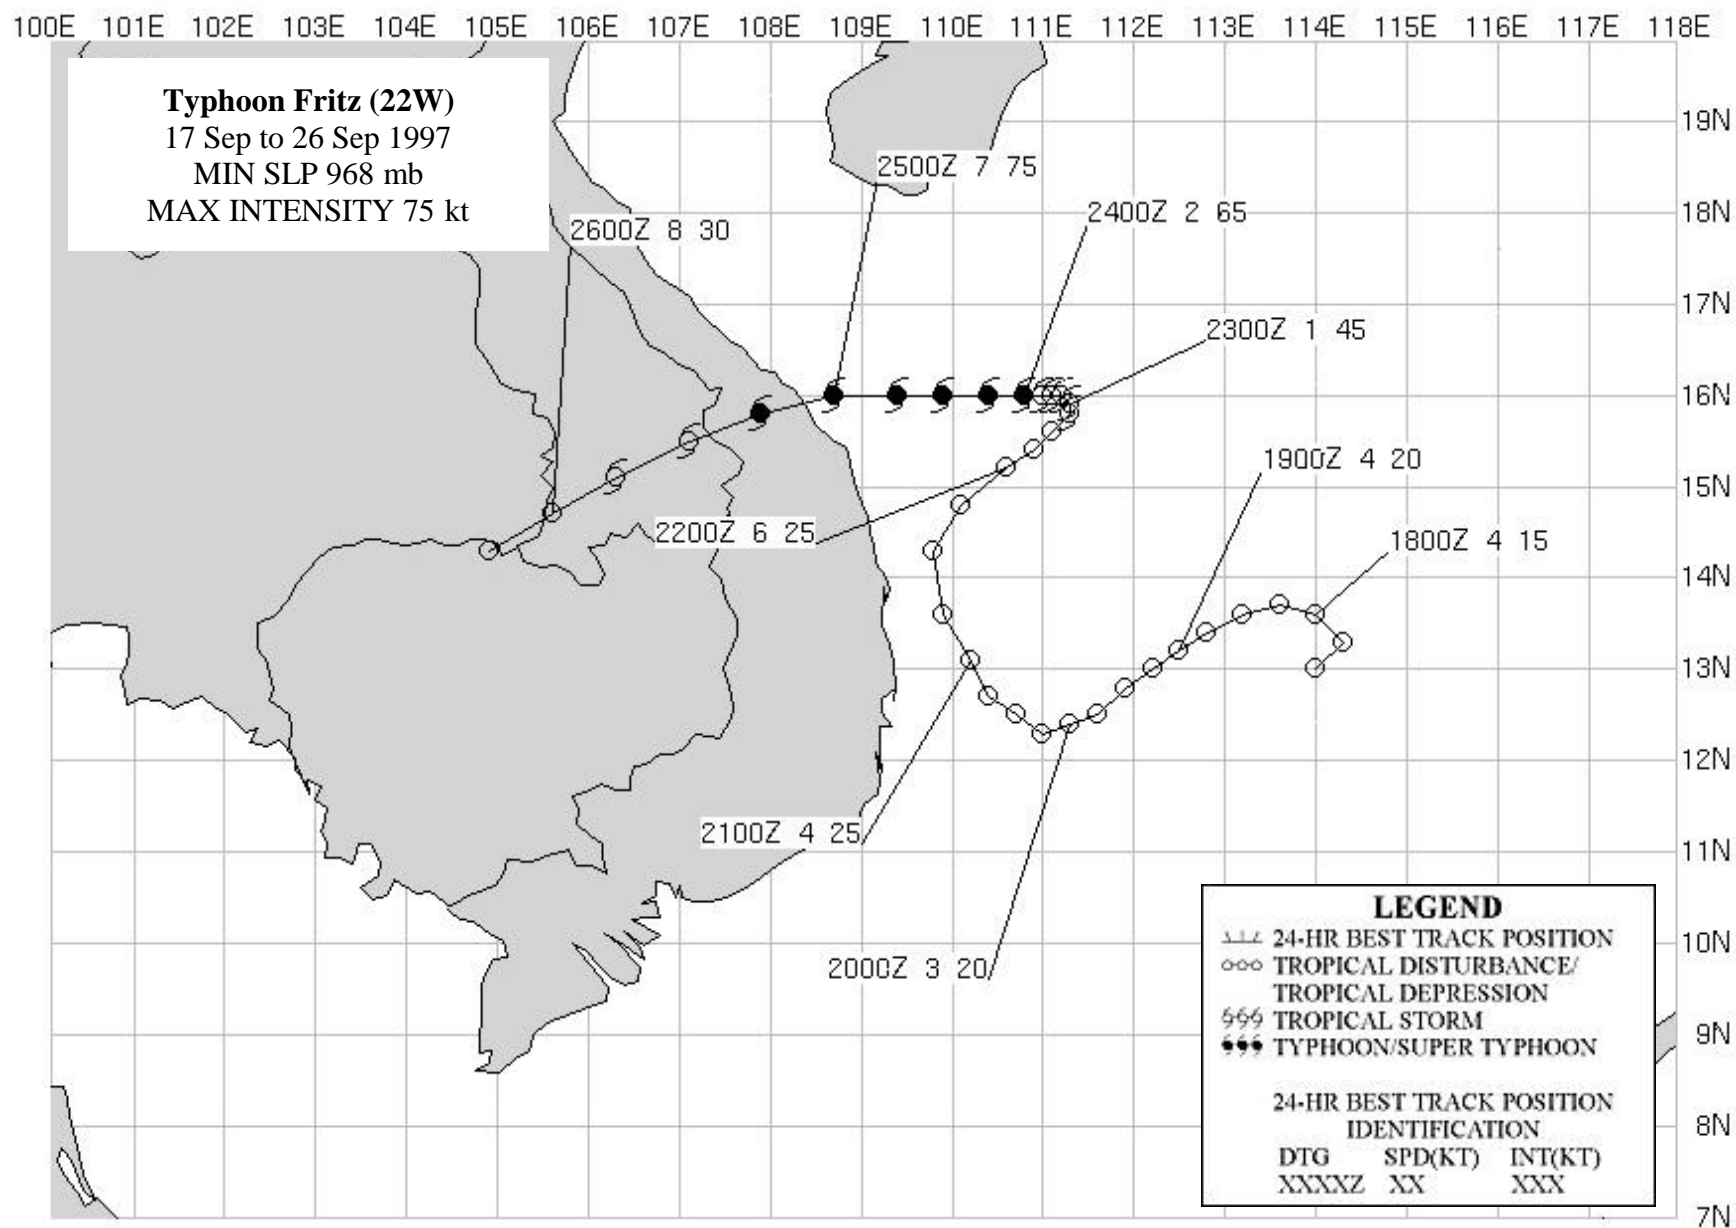 100E 101E 102E 103E 104E 105E 106E 107E 108E 109E 110E 111E 112E 113E 114E 115E 116E 117E 118E
Typhoon Fritz (22W)
17 Sep to 26 Sep 1997
MIN SLP 968 mb
MAX INTENSITY 75 kt
19N
2500Z 7 75
2400Z 2 65
18N
2600Z 8 30
17N
2300Z 1 45
16N
1900Z 4 20
15N
2200Z 6 25
1800Z 4 15
14N
13N
12N
2100Z 4 25
11N
2000Z 3 20
10N
9N
8N
7N
LEGEND
24-HR BEST TRACK POSITION
TROPICAL DISTURBANCE/
TROPICAL DEPRESSION
TROPICAL STORM
TYPHOON/SUPER TYPHOON
24-HR BEST TRACK POSITION
IDENTIFICATION
DTG SPD(KT) INT(KT)
XXXXZ XX XXX